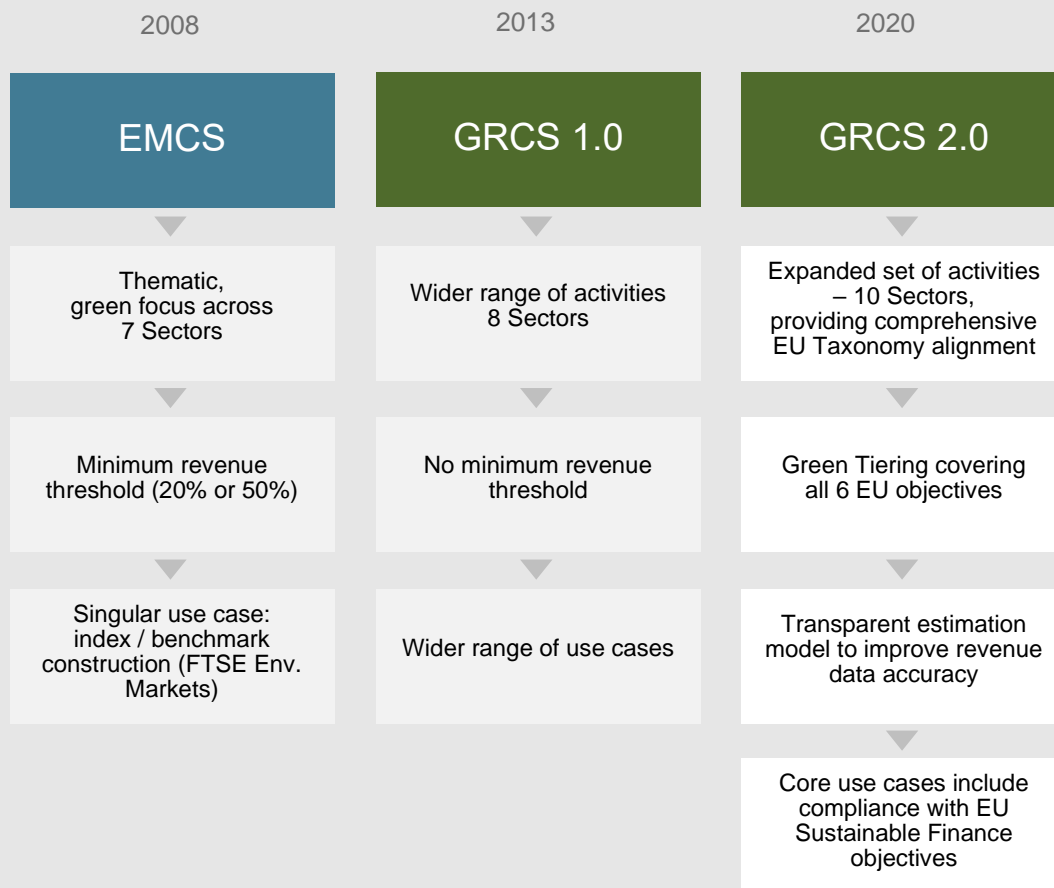 2008
EMCS
Thematic,
green focus across
7 Sectors
Minimum revenue
threshold (20% or 50%)
Singular use case:
index / benchmark
construction (FTSE Env.
Markets)
2013
GRCS 1.0
Wider range of activities
8 Sectors
No minimum revenue
threshold
Wider range of use cases
2020
GRCS 2.0
Expanded set of activities
– 10 Sectors,
providing comprehensive
EU Taxonomy alignment
Green Tiering covering
all 6 EU objectives
Transparent estimation
model to improve revenue
data accuracy
Core use cases include
compliance with EU
Sustainable Finance
objectives